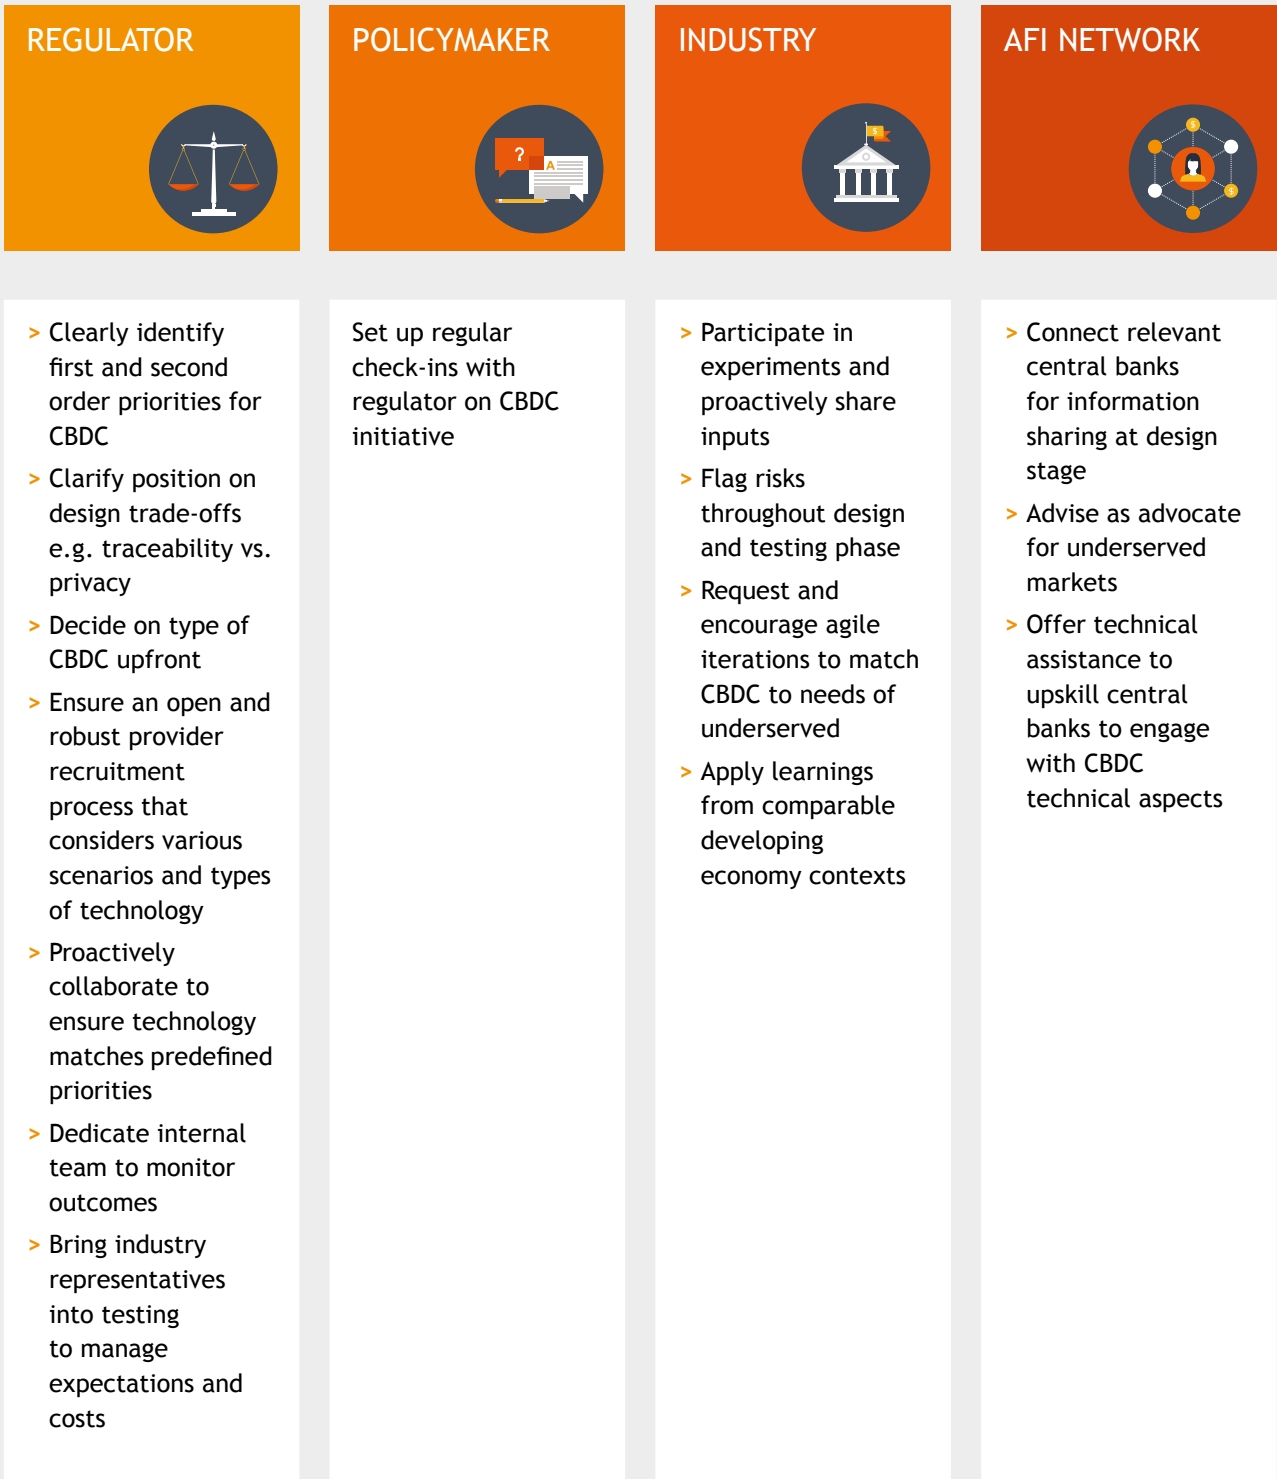 REGULATOR
> Clearly identify
first and second
order priorities for
CBDC
> Clarify position on
design trade-offs
e.g. traceability vs.
privacy
> Decide on type of
CBDC upfront
> Ensure an open and
robust provider
recruitment
process that
considers various
scenarios and types
of technology
> Proactively
collaborate to
ensure technology
matches predefined
priorities
> Dedicate internal
team to monitor
outcomes
> Bring industry
representatives
into testing
to manage
expectations and
costs
POLICYMAKER
?
A
Set up regular
check-ins with
regulator on CBDC
initiative
INDUSTRY
$
> Participate in
experiments and
proactively share
inputs
> Flag risks
throughout design
and testing phase
> Request and
encourage agile
iterations to match
CBDC to needs of
underserved
> Apply learnings
from comparable
developing
economy contexts
AFI NETWORK
$
$
> Connect relevant
central banks
for information
sharing at design
stage
> Advise as advocate
for underserved
markets
> Offer technical
assistance to
upskill central
banks to engage
with CBDC
technical aspects